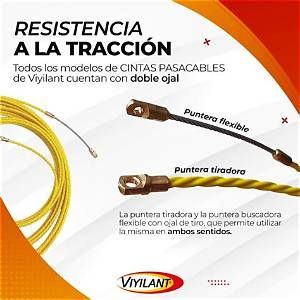 RESISTENCIA
A LA TRACCIÓN
Todos los modelos de CINTAS PASACABLES
de Viyilant cuentan con doble ojal
Puntera flexible
Puntera tiradora
La puntera tiradora y la puntera buscadora
flexible con ojal de tiro, que permite utilizar
la misma en ambos sentidos.
VIYILANT